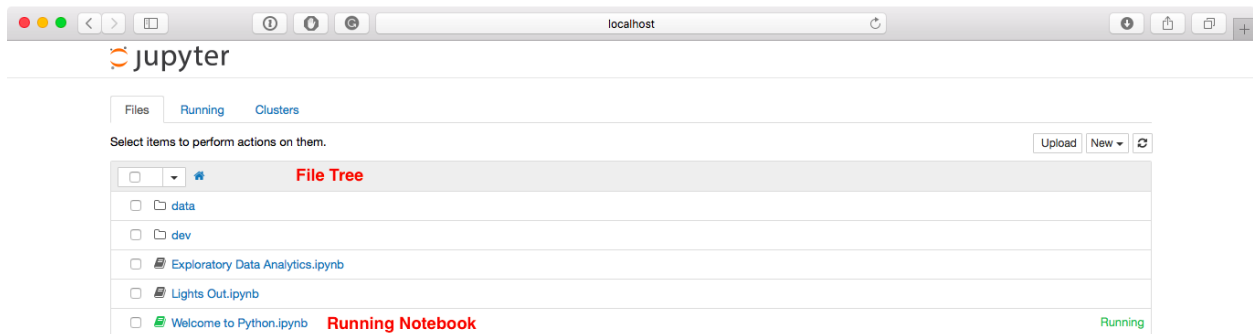 localhost
jupyter
Files Running Clusters
Select items to perform actions on them.
Upload New
File Tree
data
dev
Exploratory Data Analytics.ipynb
Lights Out.ipynb
Welcome to Python.ipynb Running Notebook Running